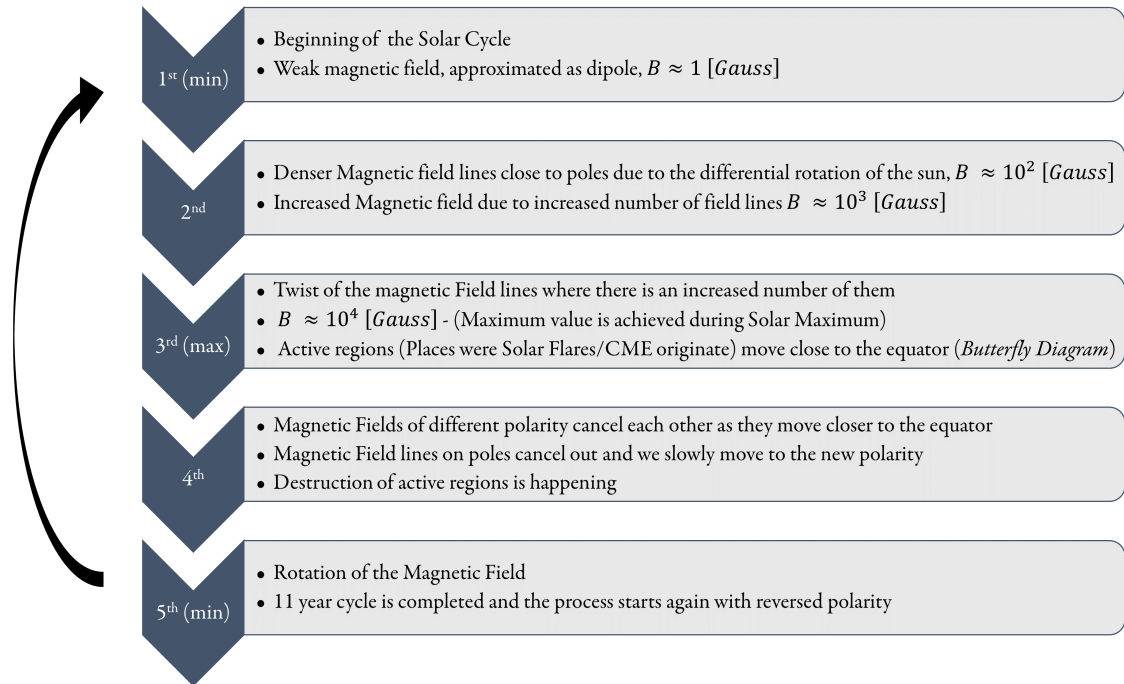 1st (min)
• Beginning of the Solar Cycle
• Weak magnetic field, approximated as dipole, B ≈ 1 [Gauss]
2nd
• Denser Magnetic field lines close to poles due to the differential rotation of the sun, B ≈ 10² [Gauss]
• Increased Magnetic field due to increased number of field lines B ≈ 10³ [Gauss]
3rd (max)
• Twist of the magnetic Field lines where there is an increased number of them
• B ≈ 10⁴ [Gauss] - (Maximum value is achieved during Solar Maximum)
• Active regions (Places were Solar Flares/CME originate) move close to the equator (Butterfly Diagram)
4th
• Magnetic Fields of different polarity cancel each other as they move closer to the equator
• Magnetic Field lines on poles cancel out and we slowly move to the new polarity
• Destruction of active regions is happening
5th (min)
• Rotation of the Magnetic Field
• 11 year cycle is completed and the process starts again with reversed polarity